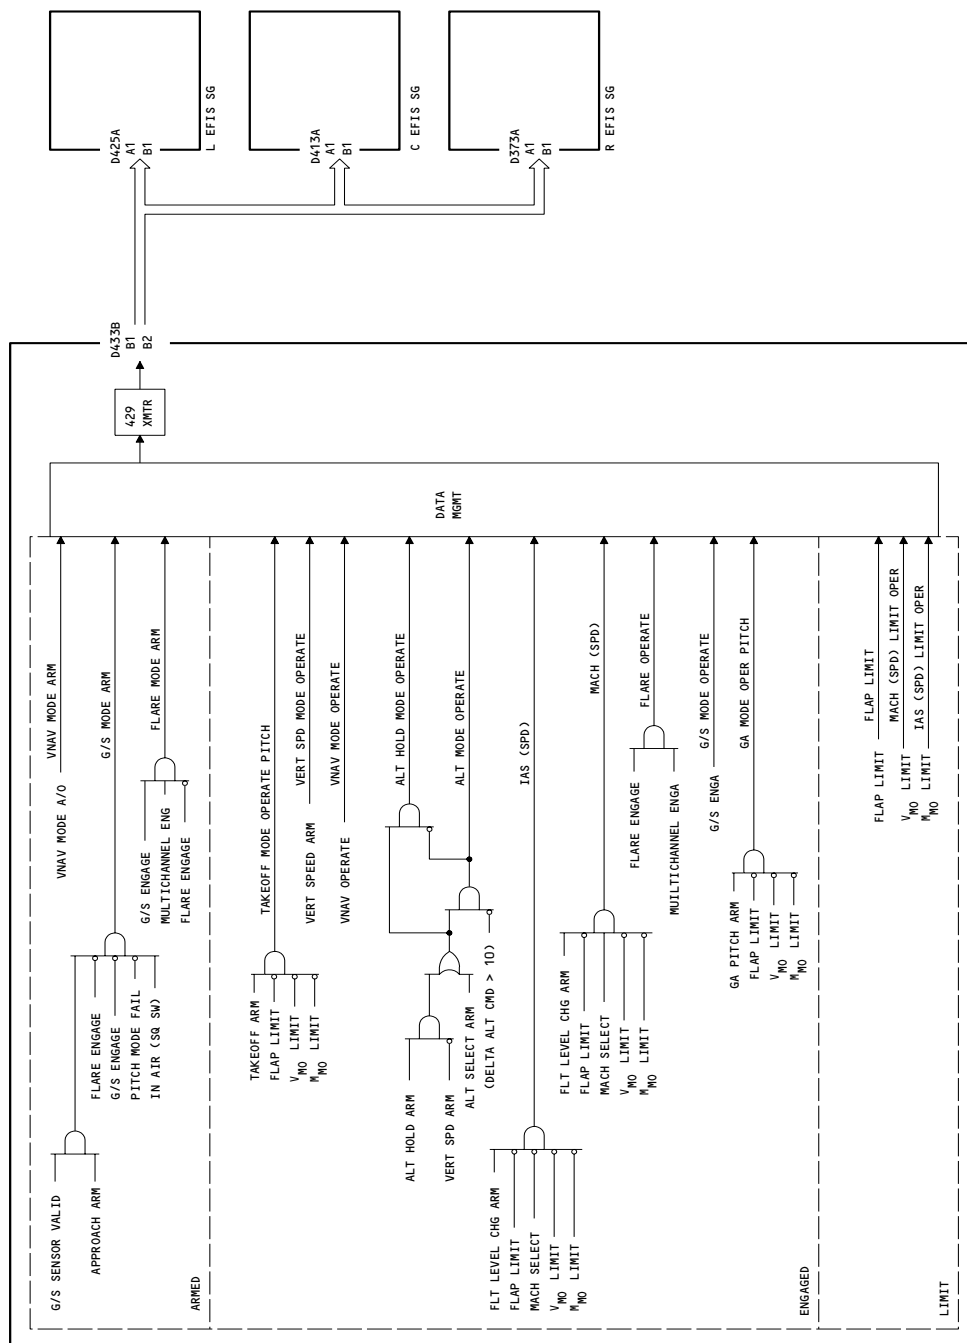 G/S SENSOR VALID
APPROACH ARM
FLARE ENGAGE
G/S ENGAGE
PITCH MODE FAIL
IN AIR (SQ SW)
VNAV MODE A/O
VNAV MODE ARM
G/S MODE ARM
G/S ENGAGE
MULTICHANNEL ENG
FLARE ENGAGE
FLARE MODE ARM
ARMED
TAKEOFF ARM
FLAP LIMIT
VMO LIMIT
MMO LIMIT
TAKEOFF MODE OPERATE PITCH
VERT SPEED ARM
VERT SPD MODE OPERATE
VNAV OPERATE
VNAV MODE OPERATE
ALT HOLD ARM
VERT SPD ARM
ALT SELECT ARM
(DELTA ALT CMD > 10)
ALT HOLD MODE OPERATE
ALT MODE OPERATE
FLT LEVEL CHG ARM
FLAP LIMIT
MACH SELECT
VMO LIMIT
MMO LIMIT
IAS (SPD)
FLT LEVEL CHG ARM
FLAP LIMIT
MACH SELECT
VMO LIMIT
MMO LIMIT
MACH (SPD)
FLARE ENGAGE
MUILTICHANNEL ENGA
FLARE OPERATE
G/S ENGA
G/S MODE OPERATE
GA PITCH ARM
FLAP LIMIT
VMO LIMIT
MMO LIMIT
GA MODE OPER PITCH
ENGAGED
FLAP LIMIT
FLAP LIMIT
VMO LIMIT
MACH (SPD) LIMIT OPER
MMO LIMIT
IAS (SPD) LIMIT OPER
LIMIT
DATA
MGMT
429
XMTR
D433B
B1
B2
D425A
A1
B1
L EFIS SG
D413A
A1
B1
C EFIS SG
D373A
A1
B1
R EFIS SG